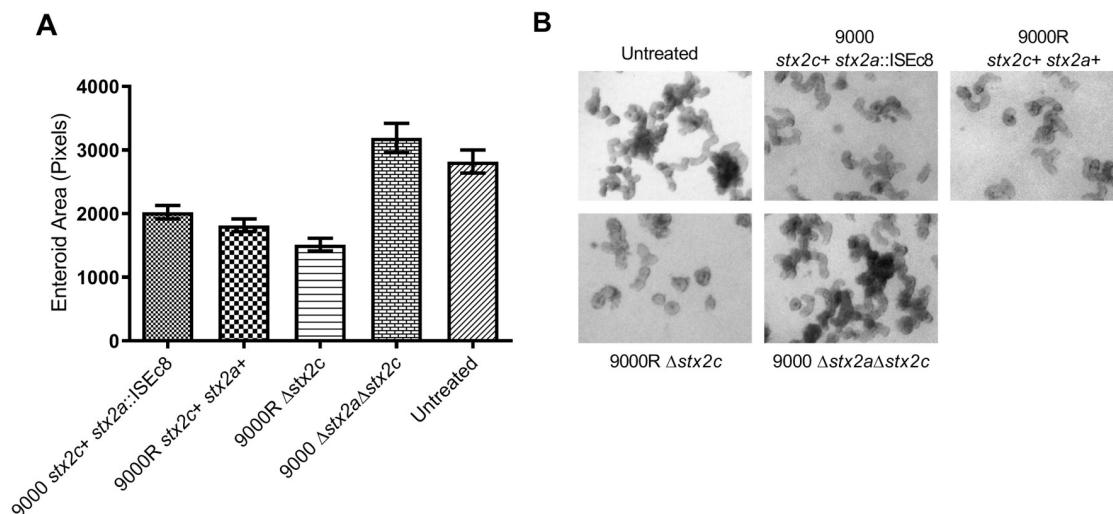 A
Enteroid Area (Pixels)
4000
3000
2000
1000
0
9000 stx2c+ stx2a::ISEc8
9000R stx2c+ stx2a+
9000R Δstx2c
9000 Δstx2aΔstx2c
Untreated
B
Untreated
9000
stx2c+ stx2a::ISEc8
9000R
stx2c+ stx2a+
9000R Δstx2c
9000 Δstx2aΔstx2c